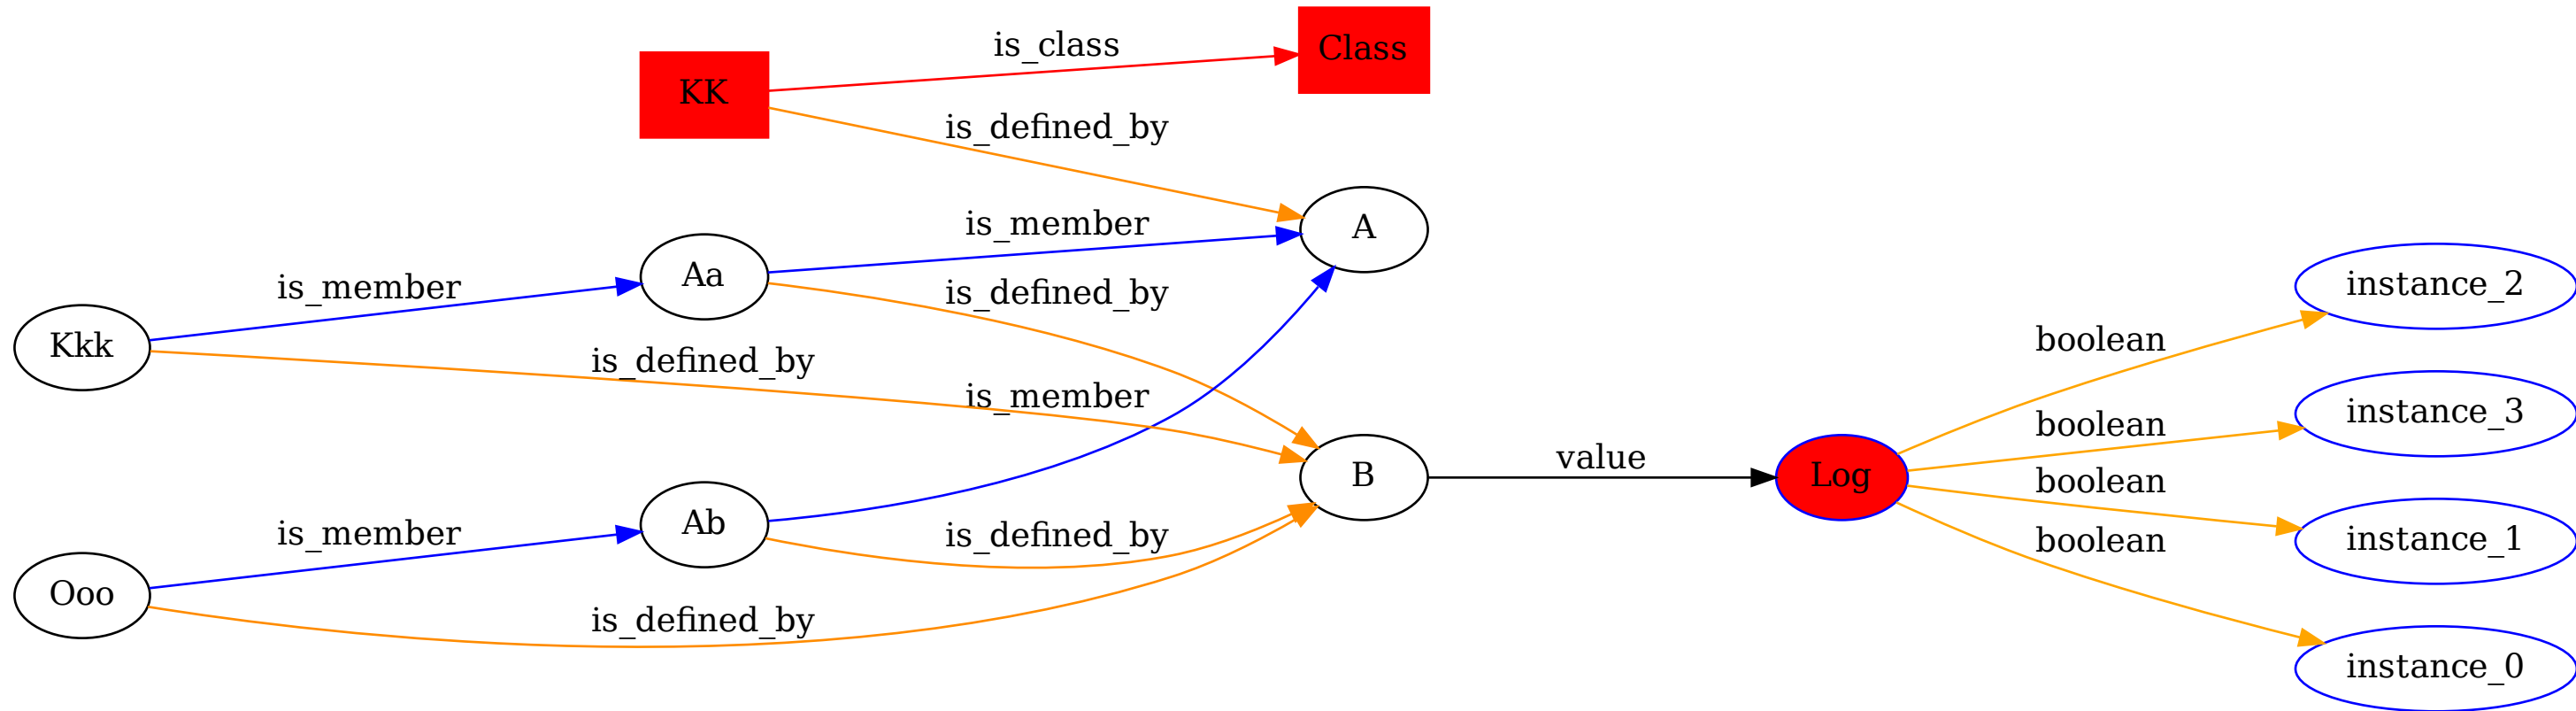 is_class
Class
KK
is_defined_by
is_member
A
Aa
is_member
is_defined_by
Kkk
is_defined_by
is_member
instance_2
boolean
instance_3
boolean
value
B
Log
boolean
instance_1
boolean
is_member
Ab
is_defined_by
Ooo
is_defined_by
instance_0